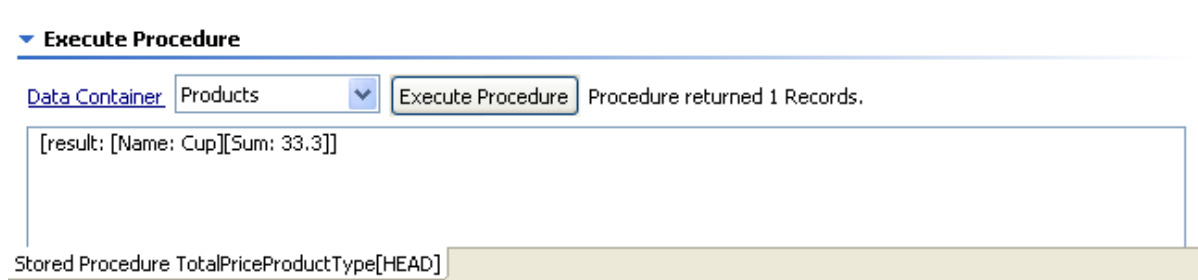 Execute Procedure
Data Container Products Execute Procedure Procedure returned 1 Records.
[result: [Name: Cup][Sum: 33.3]]
Stored Procedure TotalPriceProductType[HEAD]